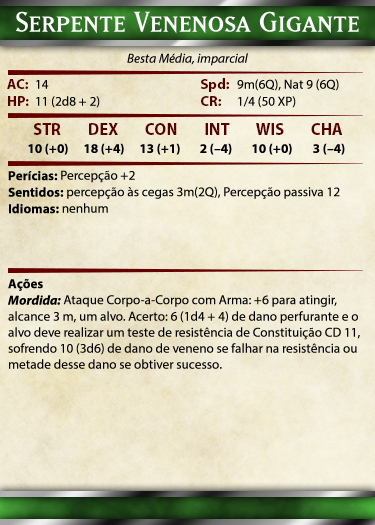 Serpente Venenosa Gigante
Besta Média, imparcial
AC: 14 Spd: 9m(6Q), Nat 9 (6Q)
HP: 11 (2d8 + 2) CR: 1/4 (50 XP)
STR DEX CON INT WIS CHA
10 (+0) 18 (+4) 13 (+1) 2 (–4) 10 (+0) 3 (–4)
Perícias: Percepção +2
Sentidos: percepção às cegas 3m(2Q), Percepção passiva 12
Idiomas: nenhum
Ações
Mordida: Ataque Corpo-a-Corpo com Arma: +6 para atingir,
alcance 3 m, um alvo. Acerto: 6 (1d4 + 4) de dano perfurante e o
alvo deve realizar um teste de resistência de Constituição CD 11,
sofrendo 10 (3d6) de dano de veneno se falhar na resistência ou
metade desse dano se obtiver sucesso.